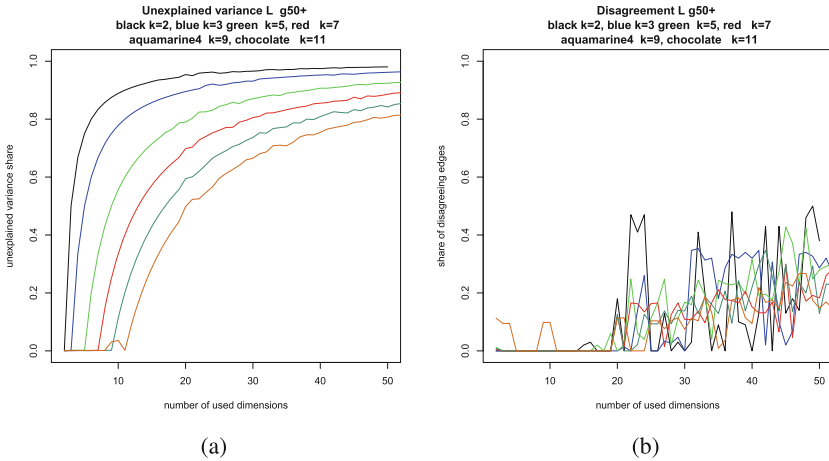 Unexplained variance L g50+
black k=2, blue k=3 green k=5, red k=7
aquamarine4 k=9, chocolate k=11
unexplained variance share
0.0 0.2 0.4 0.6 0.8 1.0
10 20 30 40 50
number of used dimensions
(a)
Disagreement L g50+
black k=2, blue k=3 green k=5, red k=7
aquamarine4 k=9, chocolate k=11
share of disagreeing edges
0.0 0.2 0.4 0.6 0.8 1.0
10 20 30 40 50
number of used dimensions
(b)